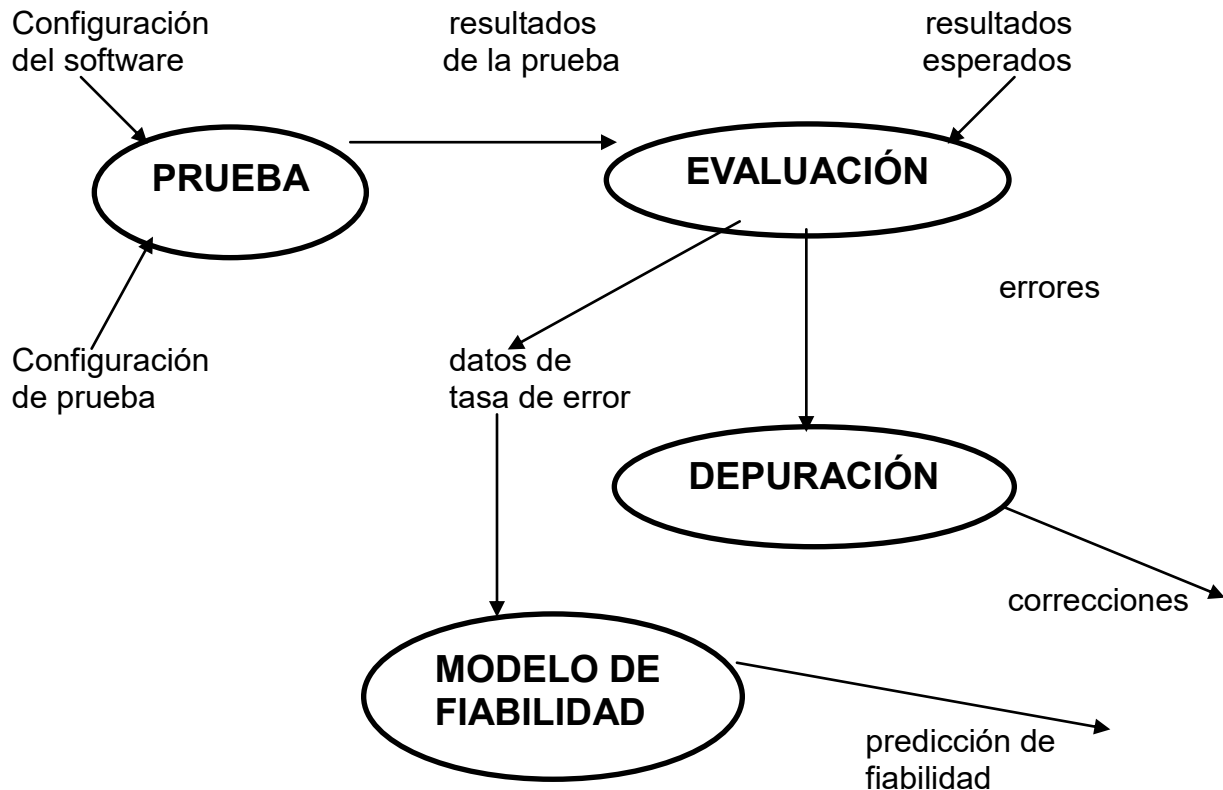 Configuración
del software
resultados
de la prueba
resultados
esperados
PRUEBA
EVALUACIÓN
errores
Configuración
de prueba
datos de
tasa de error
DEPURACIÓN
correcciones
MODELO DE
FIABILIDAD
predicción de
fiabilidad